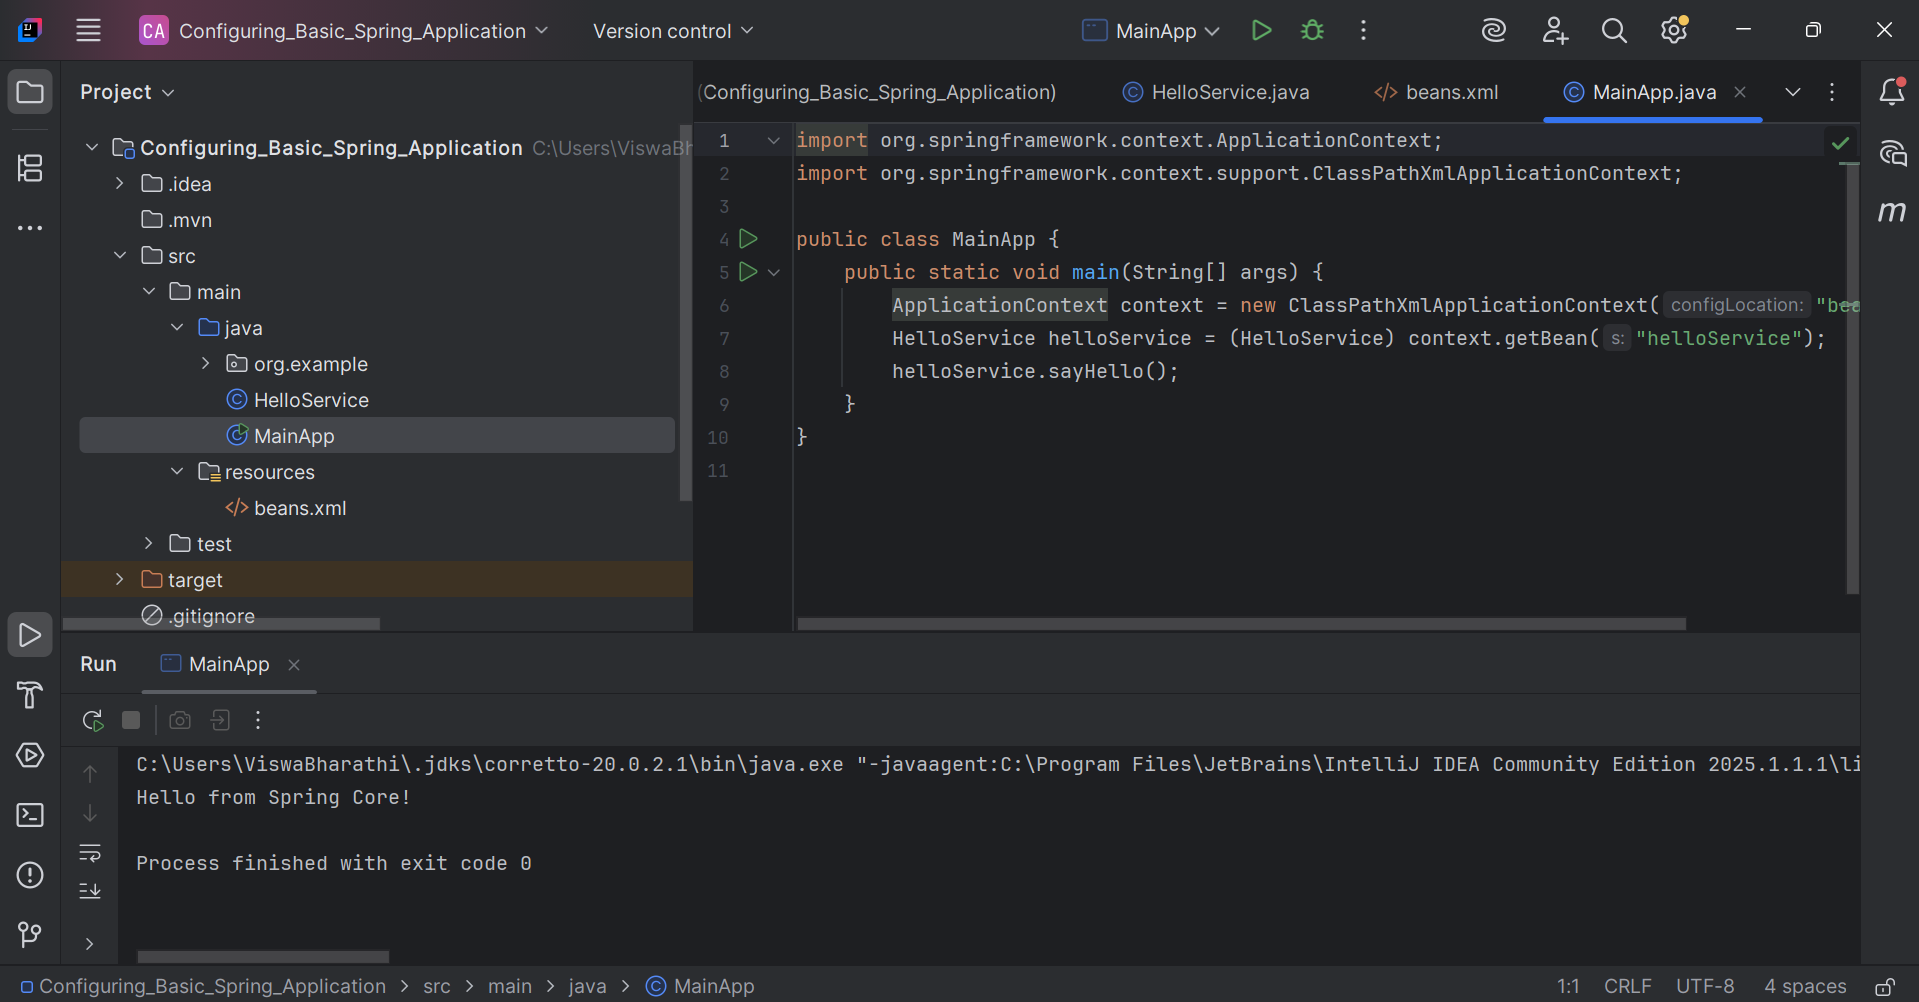 CA Configuring_Basic_Spring_Application Version control MainApp
Project
(Configuring_Basic_Spring_Application) HelloService.java beans.xml MainApp.java
Configuring_Basic_Spring_Application C:\Users\ViswaBh
.idea
.mvn
src
main
java
org.example
HelloService
MainApp
resources
beans.xml
test
target
.gitignore
1 import org.springframework.context.ApplicationContext;
2 import org.springframework.context.support.ClassPathXmlApplicationContext;
3
4 public class MainApp {
5 public static void main(String[] args) {
6 ApplicationContext context = new ClassPathXmlApplicationContext( configLocation: "bea
7 HelloService helloService = (HelloService) context.getBean( s: "helloService");
8 helloService.sayHello();
9 }
10 }
11
m
Run MainApp
C:\Users\ViswaBharathi\.jdks\corretto-20.0.2.1\bin\java.exe "-javaagent:C:\Program Files\JetBrains\IntelliJ IDEA Community Edition 2025.1.1.1\li
Hello from Spring Core!
Process finished with exit code 0
Configuring_Basic_Spring_Application > src > main > java > MainApp 1:1 CRLF UTF-8 4 spaces